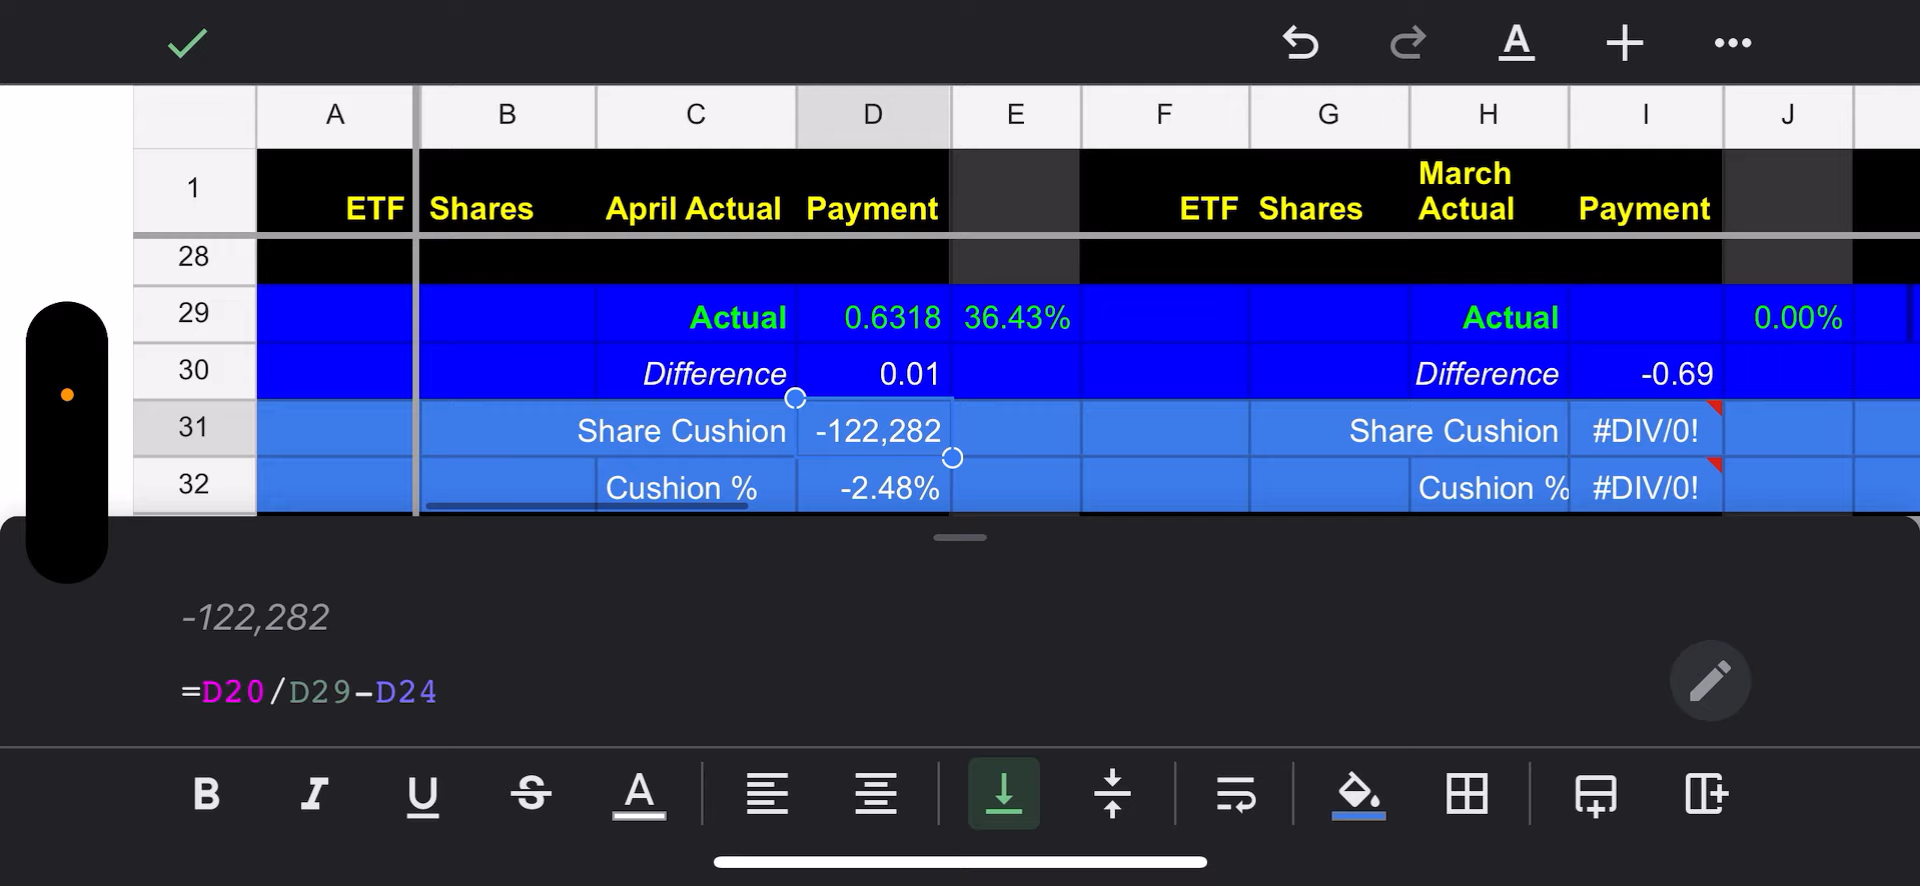 A B C D E F G H I J
1 ETF Shares April Actual Payment ETF Shares March Actual Payment
28
29 Actual 0.6318 36.43% Actual 0.00%
30 Difference 0.01 Difference -0.69
31 Share Cushion -122,282 Share Cushion #DIV/0!
32 Cushion % -2.48% Cushion % #DIV/0!
-122,282
=D20/D29-D24
B I U S A